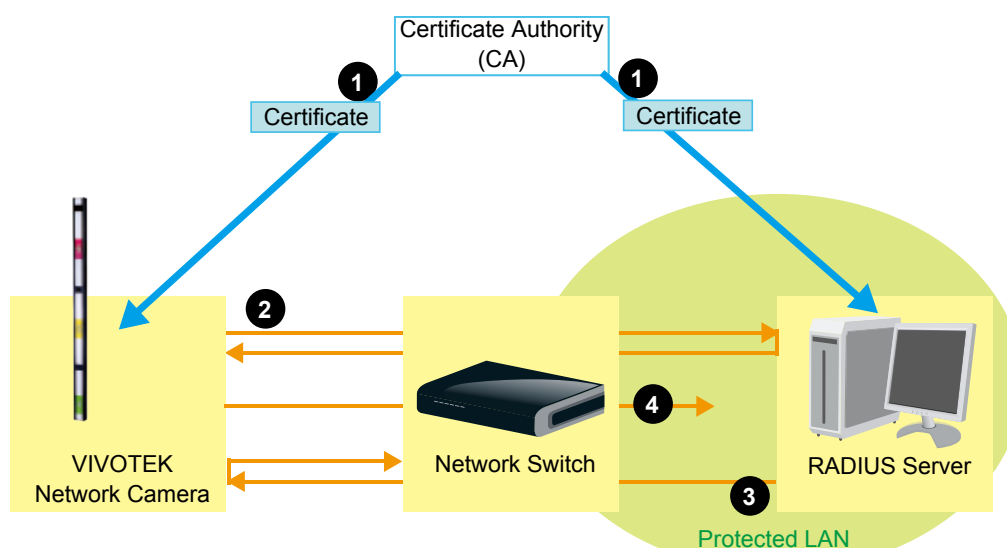 Certificate Authority
(CA)
1
1
Certificate
Certificate
2
4
VIVOTEK
Network Camera
Network Switch
RADIUS Server
3
Protected LAN